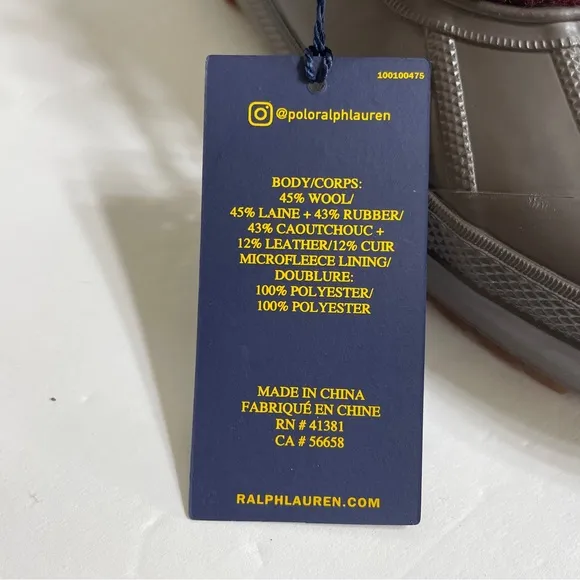 100100475
@poloralphlauren
BODY/CORPS:
45% WOOL/
45% LAINE + 43% RUBBER/
43% CAOUTCHOUC +
12% LEATHER/12% CUIR
MICROFLEECE LINING/
DOUBLURE:
100% POLYESTER/
100% POLYESTER
MADE IN CHINA
FABRIQUÉ EN CHINE
RN # 41381
CA # 56658
RALPHLAUREN.COM